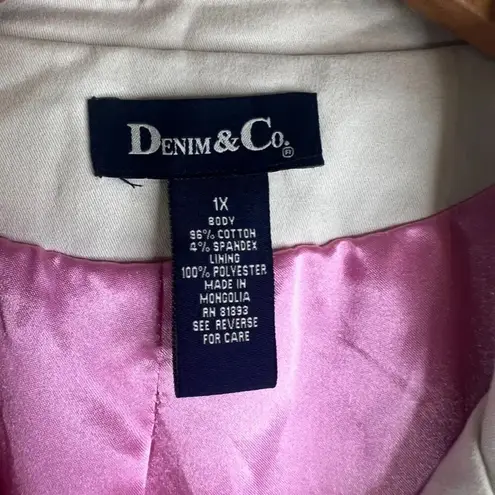 DENIM & CO.®
1X
BODY
96% COTTON
4% SPANDEX
LINING
100% POLYESTER
MADE IN
MONGOLIA
RN 81893
SEE REVERSE
FOR CARE